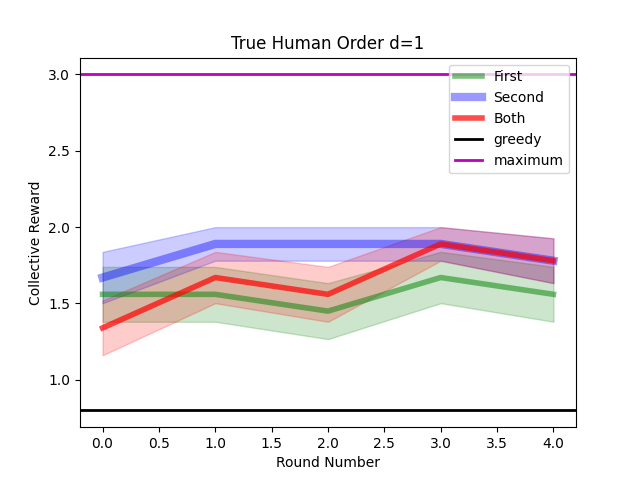 True Human Order d=1
Collective Reward
3.0
2.5
2.0
1.5
1.0
First
Second
Both
greedy
maximum
0.0 0.5 1.0 1.5 2.0 2.5 3.0 3.5 4.0
Round Number